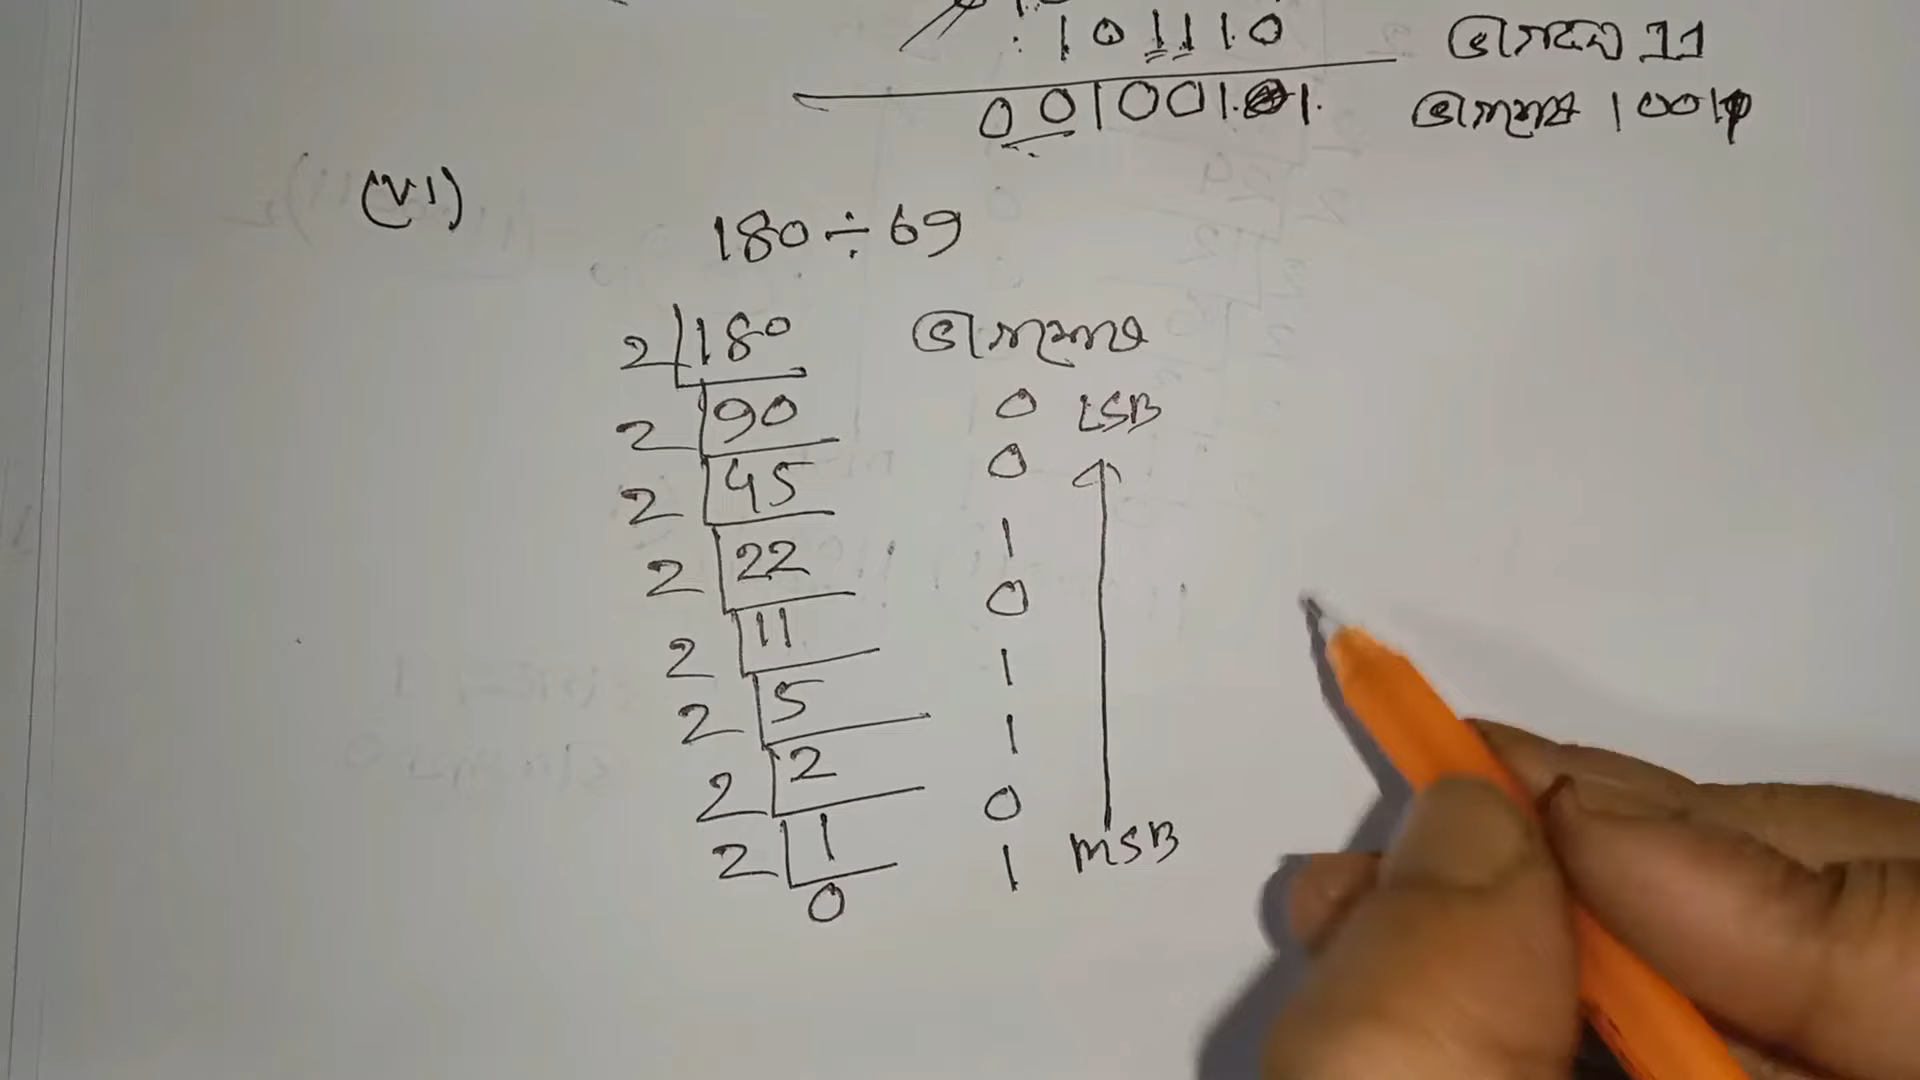 101110 ভাগফল 11
00100101 ভাগশেষ 1001
(VI)
180 ÷ 69
2 180 ভাগশেষ
2 90 0 LSB
2 45 0
2 22 1
2 11 0
2 5 1
2 2 1
2 1 0
0 1 MSB